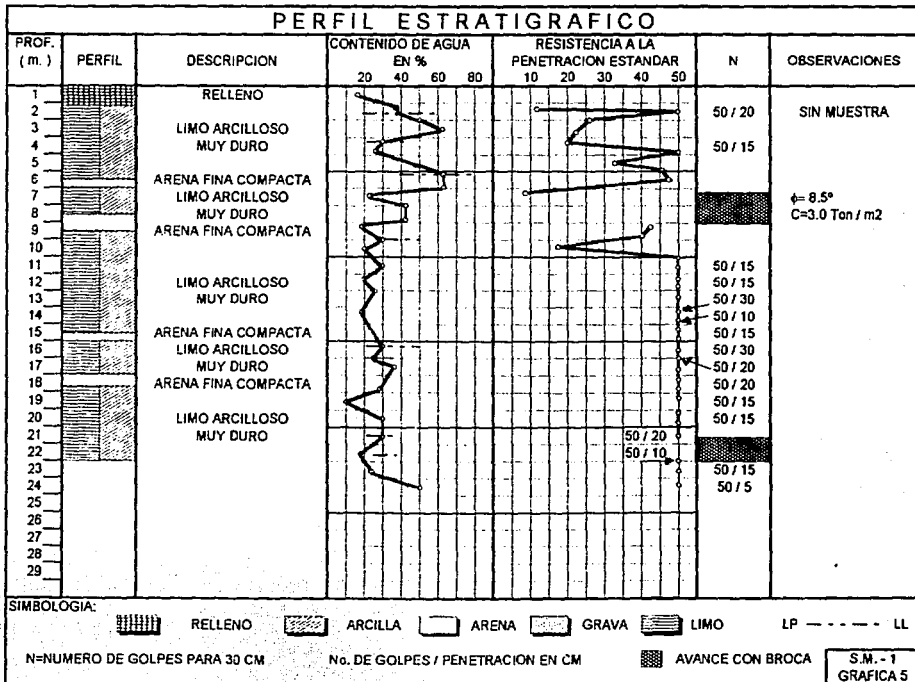 PERFIL ESTRATIGRAFICO
PROF. ( m. )
PERFIL
DESCRIPCION
CONTENIDO DE AGUA EN %
RESISTENCIA A LA PENETRACION ESTANDAR
N
OBSERVACIONES
20 40 60 80
10 20 30 40 50
1 RELLENO
2 50 / 20 SIN MUESTRA
3 LIMO ARCILLOSO
4 MUY DURO 50 / 15
5
6 ARENA FINA COMPACTA
7 LIMO ARCILLOSO ϕ= 8.5º
8 MUY DURO C=3.0 Ton / m2
9 ARENA FINA COMPACTA
10
11 50 / 15
12 LIMO ARCILLOSO 50 / 15
13 MUY DURO 50 / 30
14 50 / 10
15 ARENA FINA COMPACTA 50 / 15
16 LIMO ARCILLOSO 50 / 30
17 MUY DURO 50 / 20
18 ARENA FINA COMPACTA 50 / 20
19 50 / 15
20 LIMO ARCILLOSO 50 / 15
21 MUY DURO 50 / 20
22 50 / 10
23 50 / 15
24 50 / 5
25
26
27
28
29
SIMBOLOGIA:
RELLENO ARCILLA ARENA GRAVA LIMO LP - - - - - LL
N=NUMERO DE GOLPES PARA 30 CM No. DE GOLPES / PENETRACION EN CM AVANCE CON BROCA
S.M. - 1
GRAFICA 5